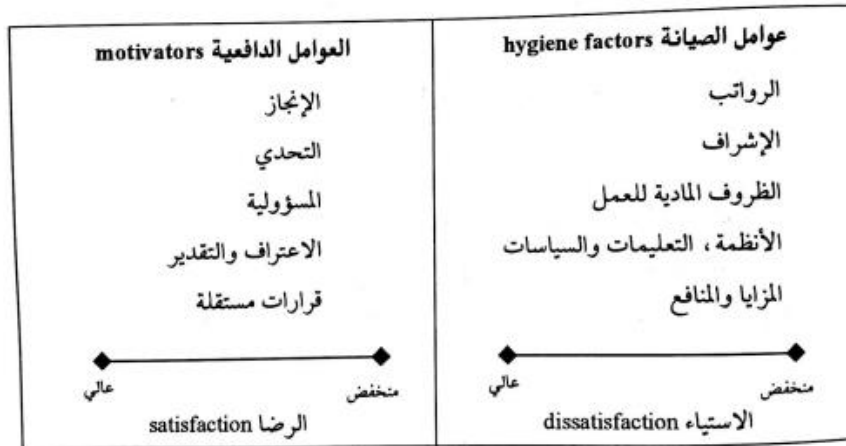 عوامل الصيانة hygiene factors
الرواتب
الإشراف
الظروف المادية للعمل
الأنظمة، التعليمات والسياسات
المزايا والمنافع
منخفض عالي
الاستياء dissatisfaction
العوامل الدافعية motivators
الإنجاز
التحدي
المسؤولية
الاعتراف والتقدير
قرارات مستقلة
منخفض عالي
الرضا satisfaction